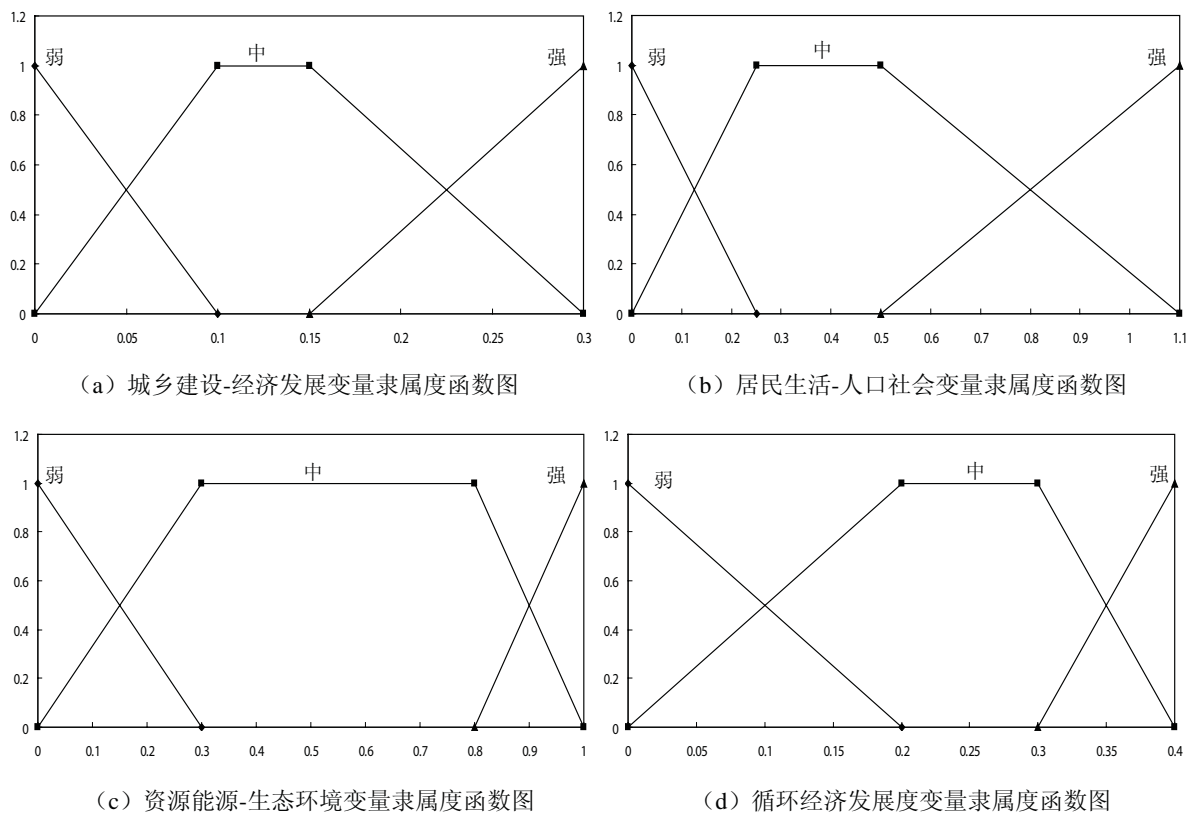 1.2
1
0.8
0.6
0.4
0.2
0
弱
中
强
0 0.05 0.1 0.15 0.2 0.25 0.3
（a）城乡建设-经济发展变量隶属度函数图
1.2
1
0.8
0.6
0.4
0.2
0
弱
中
强
0 0.1 0.2 0.3 0.4 0.5 0.6 0.7 0.8 0.9 1 1.1
（b）居民生活-人口社会变量隶属度函数图
1.2
1
0.8
0.6
0.4
0.2
0
弱
中
强
0 0.1 0.2 0.3 0.4 0.5 0.6 0.7 0.8 0.9 1
（c）资源能源-生态环境变量隶属度函数图
1.2
1
0.8
0.6
0.4
0.2
0
弱
中
强
0 0.05 0.1 0.15 0.2 0.25 0.3 0.35 0.4
（d）循环经济发展度变量隶属度函数图